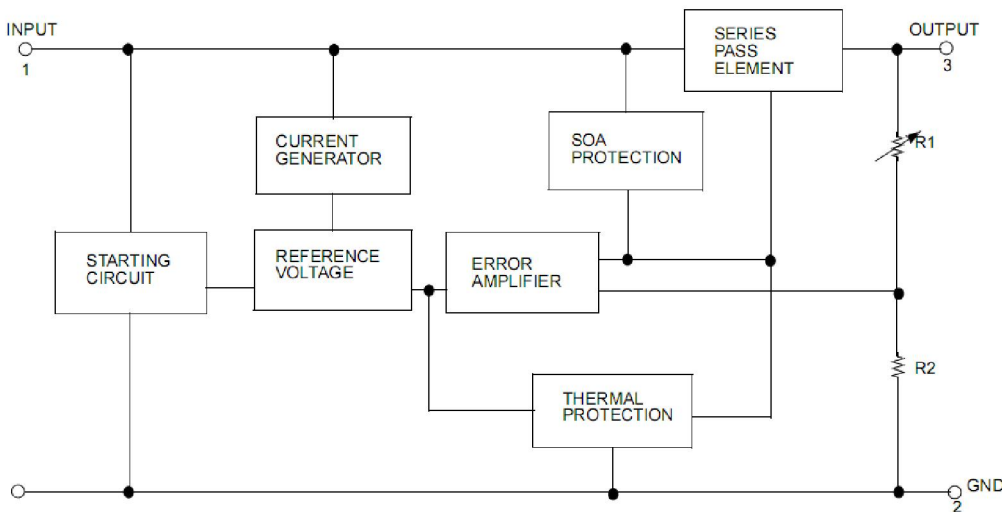 INPUT
1
SERIES
PASS
ELEMENT
OUTPUT
3
CURRENT
GENERATOR
SOA
PROTECTION
R1
STARTING
CIRCUIT
REFERENCE
VOLTAGE
ERROR
AMPLIFIER
R2
THERMAL
PROTECTION
GND
2